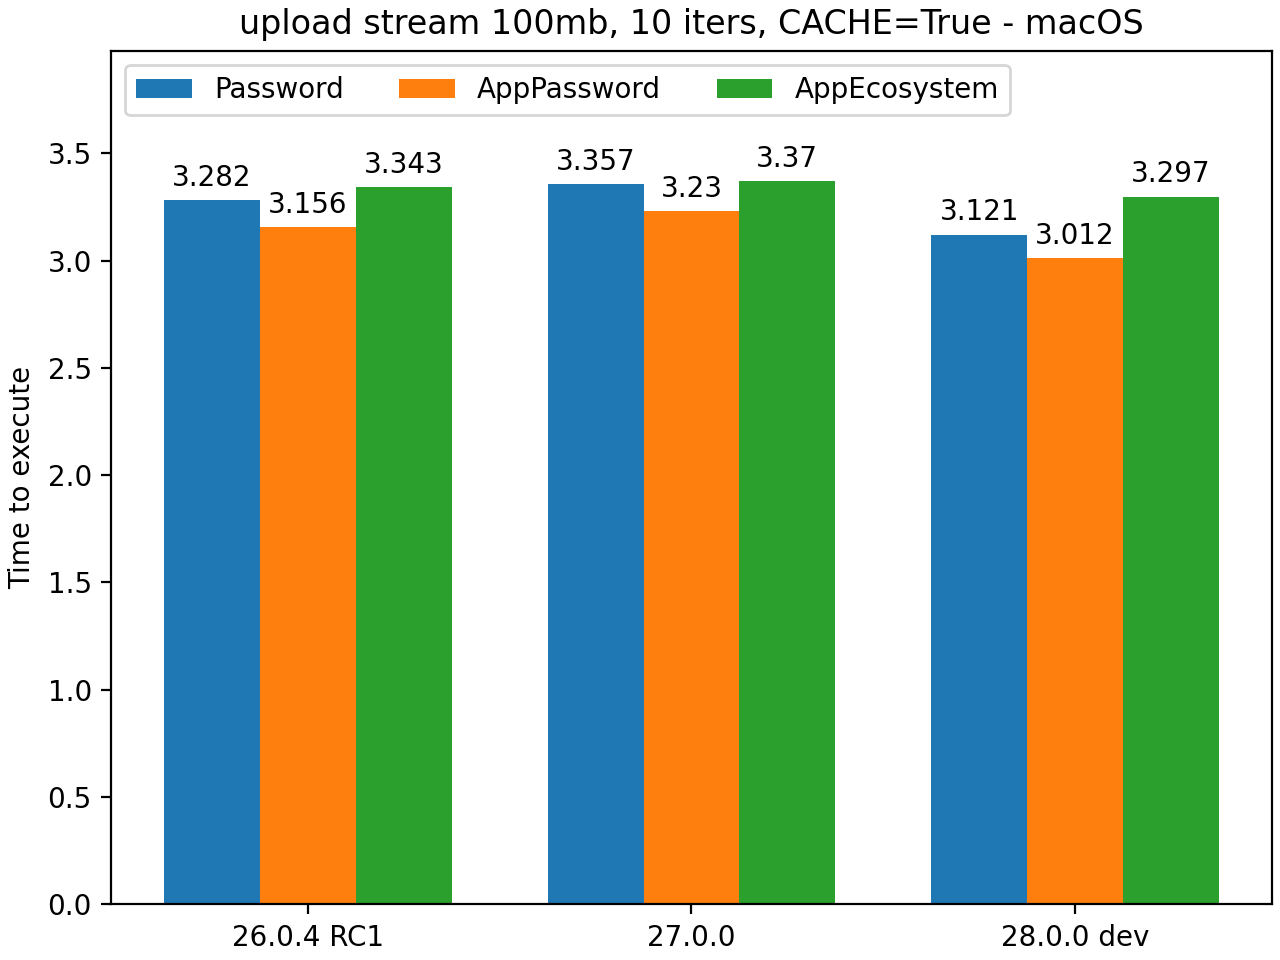 upload stream 100mb, 10 iters, CACHE=True - macOS
Password AppPassword AppEcosystem
Time to execute
3.5
3.0
2.5
2.0
1.5
1.0
0.5
0.0
3.282 3.156 3.343
3.357 3.23 3.37
3.121 3.012 3.297
26.0.4 RC1 27.0.0 28.0.0 dev